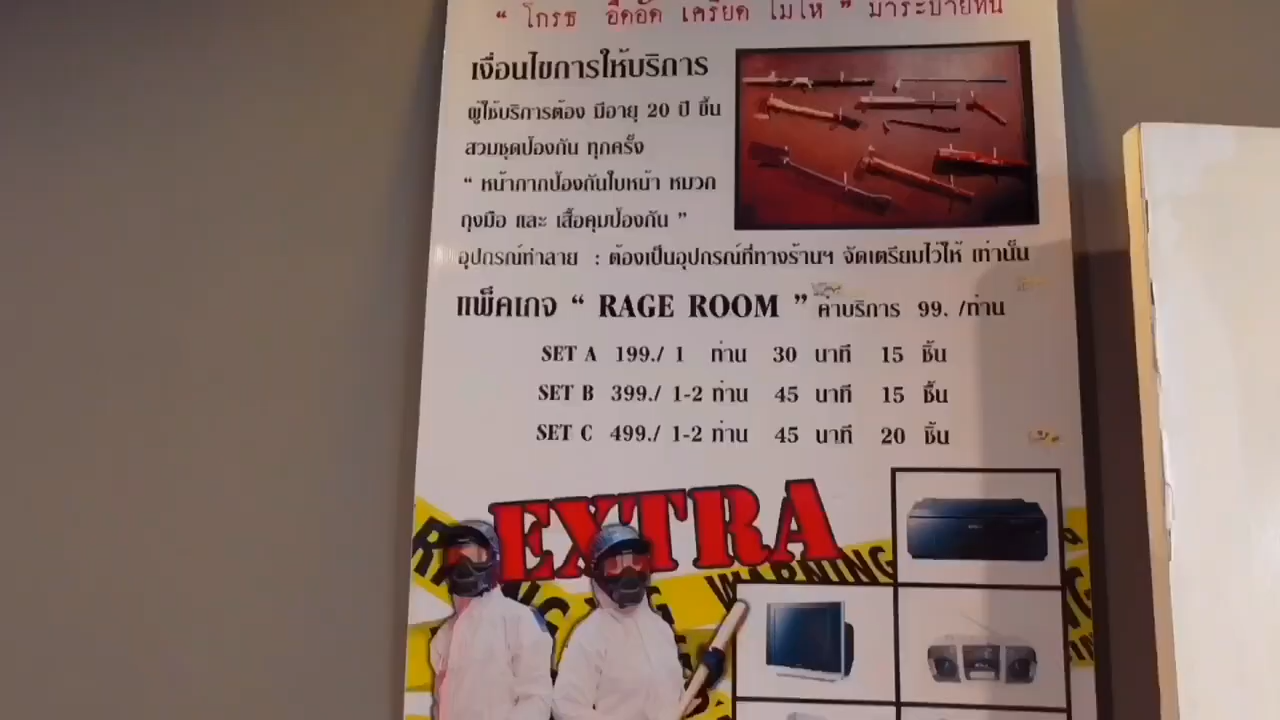 “ โกรธ อึดอัด เครียด โมโห ” มาระบายที่นี่
เงื่อนไขการให้บริการ
ผู้ใช้บริการต้อง มีอายุ 20 ปี ขึ้น
สวมชุดป้องกัน ทุกครั้ง
“ หน้ากากป้องกันใบหน้า หมวก
ถุงมือ และ เสื้อคุมป้องกัน ”
อุปกรณ์ทำลาย : ต้องเป็นอุปกรณ์ที่ทางร้านฯ จัดเตรียมไว้ให้ เท่านั้น
แพ็คเกจ “ RAGE ROOM ” ค่าบริการ 99. /ท่าน
SET A 199./ 1 ท่าน 30 นาที 15 ชิ้น
SET B 399./ 1-2 ท่าน 45 นาที 15 ชิ้น
SET C 499./ 1-2 ท่าน 45 นาที 20 ชิ้น
EXTRA
WARNING